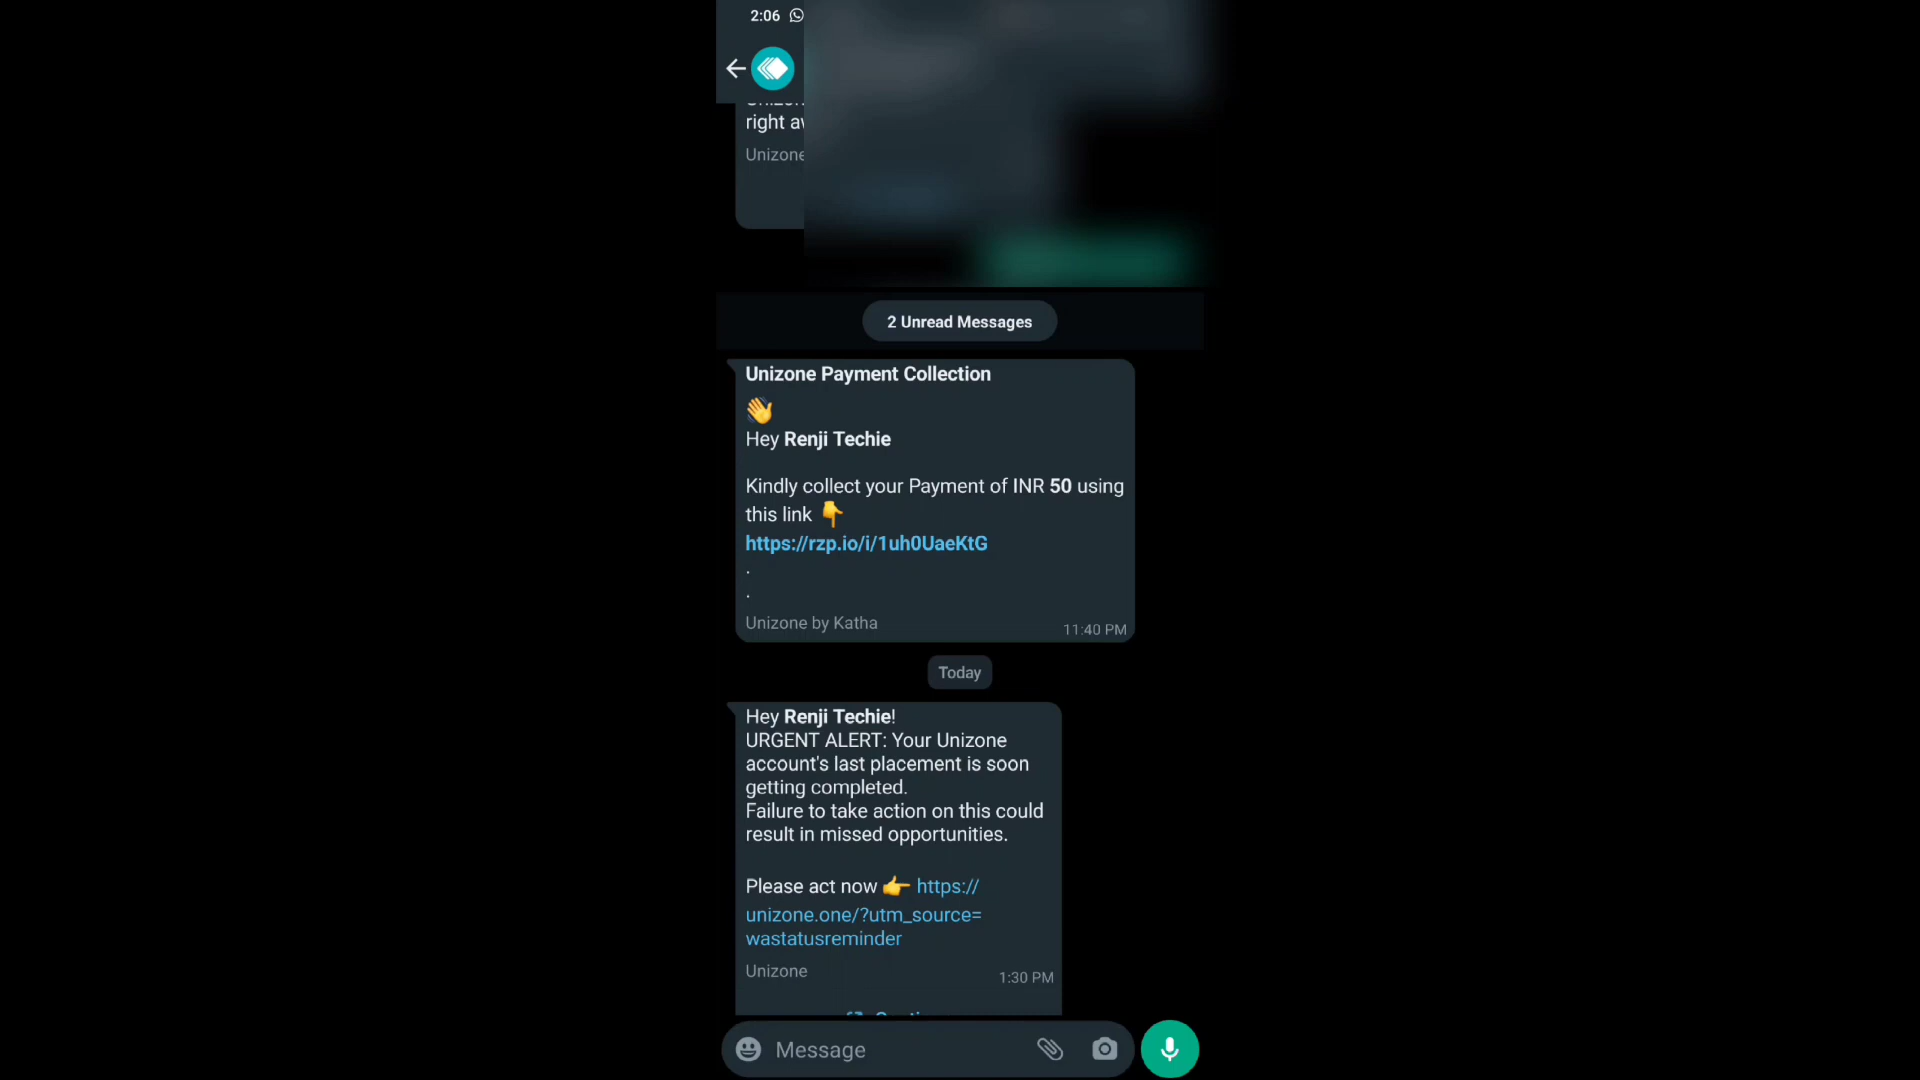 2:06
right
Unizone
2 Unread Messages
Unizone Payment Collection
👋
Hey Renji Techie
Kindly collect your Payment of INR 50 using
this link 👇
https://rzp.io/i/1uh0UaeKtG
.
.
Unizone by Katha
11:40 PM
Today
Hey Renji Techie!
URGENT ALERT: Your Unizone
account's last placement is soon
getting completed.
Failure to take action on this could
result in missed opportunities.
Please act now 👉 https://
unizone.one/?utm_source=
wastatusreminder
Unizone
1:30 PM
Message